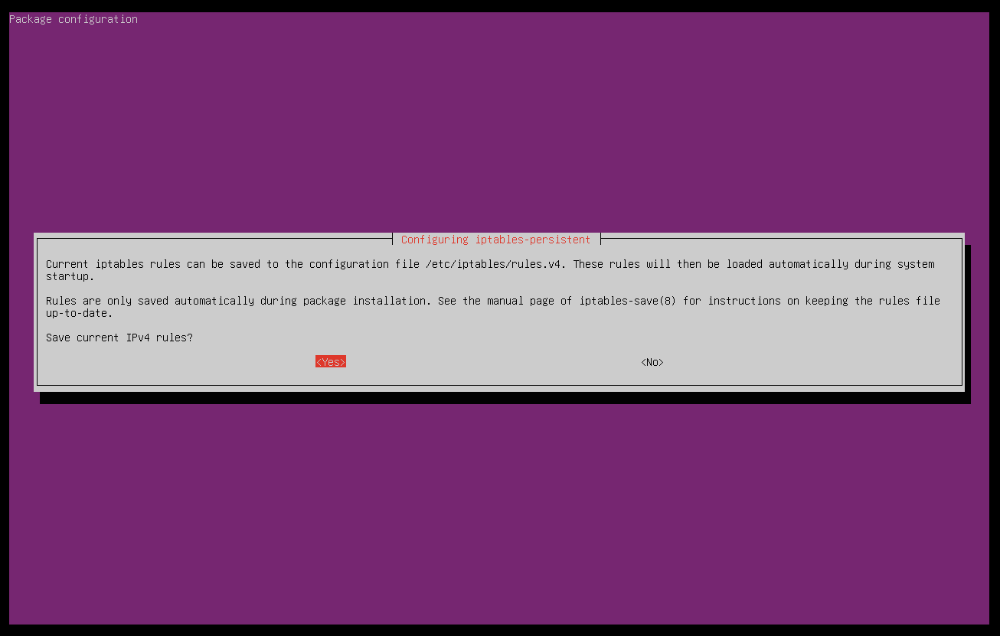 Package configuration
Configuring iptables-persistent
Current iptables rules can be saved to the configuration file /etc/iptables/rules.v4. These rules will then be loaded automatically during system
startup.
Rules are only saved automatically during package installation. See the manual page of iptables-save(8) for instructions on keeping the rules file
up-to-date.
Save current IPv4 rules?
<Yes> <No>